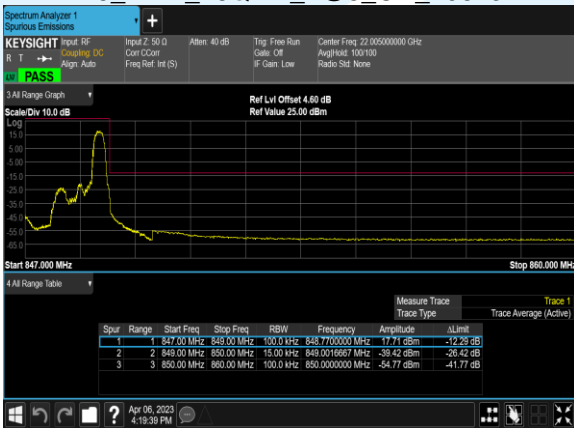 Spectrum Analyzer 1
Spurious Emissions
+
KEYSIGHT Input: RF Input Z: 50 Ω Atten: 40 dB Trig: Free Run Center Freq: 22.005000000 GHz
R T Coupling: DC Corr CCorr Gate: Off Avg|Hold: 100/100
Align: Auto Freq Ref: Int (S) IF Gain: Low Radio Std: None
PASS
3 All Range Graph
Ref Lvl Offset 4.60 dB
Scale/Div 10.0 dB Ref Value 25.00 dBm
Log
15.0
5.00
-5.00
-15.0
-25.0
-35.0
-45.0
-55.0
-65.0
Start 847.000 MHz Stop 860.000 MHz
4 All Range Table
Measure Trace Trace 1
Trace Type Trace Average (Active)
Spur Range Start Freq Stop Freq RBW Frequency Amplitude ΔLimit
1 1 847.00 MHz 849.00 MHz 100.0 kHz 848.7700000 MHz 17.71 dBm -12.29 dB
2 2 849.00 MHz 850.00 MHz 15.00 kHz 849.0016667 MHz -39.42 dBm -26.42 dB
3 3 850.00 MHz 860.00 MHz 100.0 kHz 850.0000000 MHz -54.77 dBm -41.77 dB
? Apr 06, 2023
4:19:39 PM